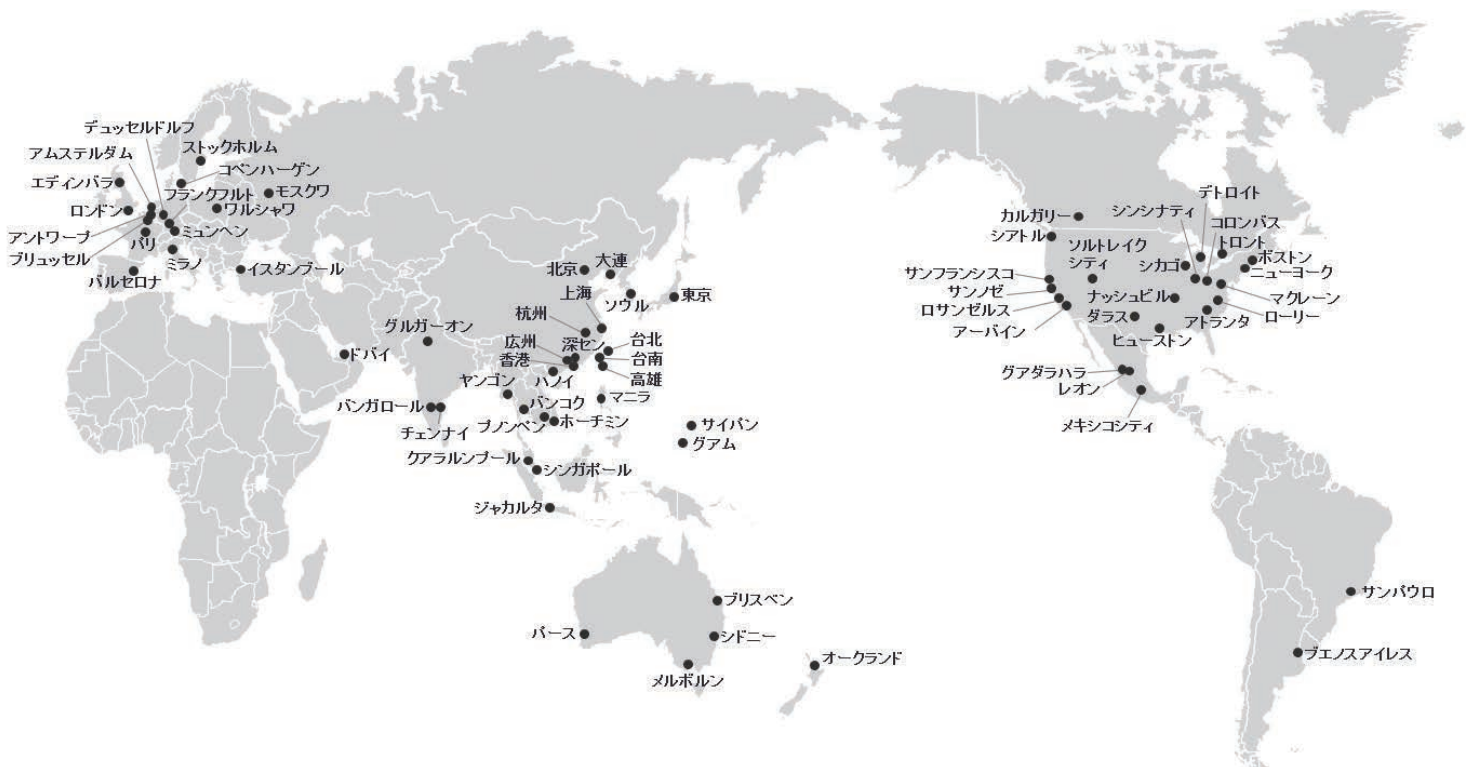 デュッセルドルフ
アムステルダム
ストックホルム
コペンハーゲン
エディンバラ
フランクフルト
モスクワ
ロンドン
ワルシャワ
アントワープ
ミュンヘン
パリ
ブリュッセル
ミラノ
イスタンブール
バルセロナ
北京
大連
上海
ソウル
東京
杭州
グルガーオン
広州
深セン
台北
ドバイ
香港
台南
ハノイ
高雄
ヤンゴン
バンコク
マニラ
バンガロール
チェンナイ
プノンペン
ホーチミン
サイパン
グアム
クアラルンプール
シンガポール
ジャカルタ
ブリスベン
パース
シドニー
オークランド
メルボルン
デトロイト
カルガリー
シンシナティ
コロンバス
シアトル
ソルトレイク
シティ
トロント
ボストン
シカゴ
ニューヨーク
サンフランシスコ
サンノゼ
ナッシュビル
マクレーン
ロサンゼルス
ダラス
アトランタ
ローリー
アーバイン
ヒューストン
グアダラハラ
レオン
メキシコシティ
サンパウロ
ブエノスアイレス